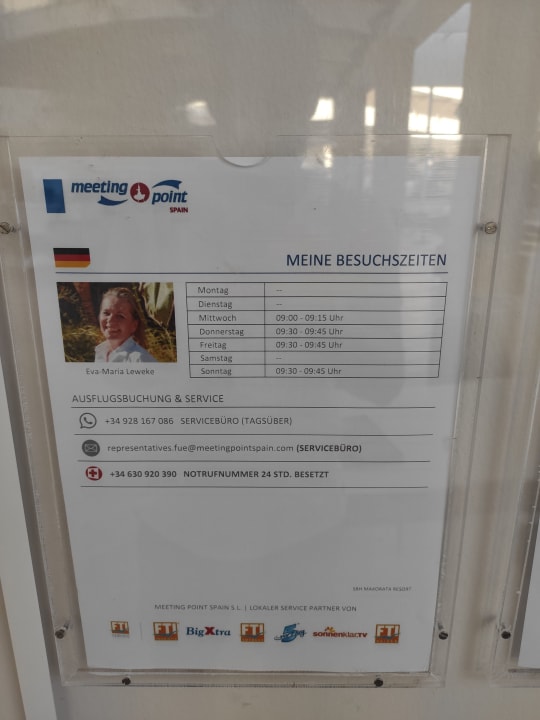 meeting point
SPAIN
MEINE BESUCHSZEITEN
Montag --
Dienstag --
Mittwoch 09:00 - 09:15 Uhr
Donnerstag 09:30 - 09:45 Uhr
Freitag 09:30 - 09:45 Uhr
Samstag --
Sonntag 09:30 - 09:45 Uhr
Eva-Maria Leweke
AUSFLUGSBUCHUNG & SERVICE
+34 928 167 086 SERVICEBÜRO (TAGSÜBER)
representatives.fue@meetingpointspain.com (SERVICEBÜRO)
+34 630 920 390 NOTRUFNUMMER 24 STD. BESETZT
RESORT
MEETING POINT SPAIN S.L. | LOKALER SERVICE PARTNER VON
FTI FTI BigXtra FTI 5 sonnenklar.TV FTI